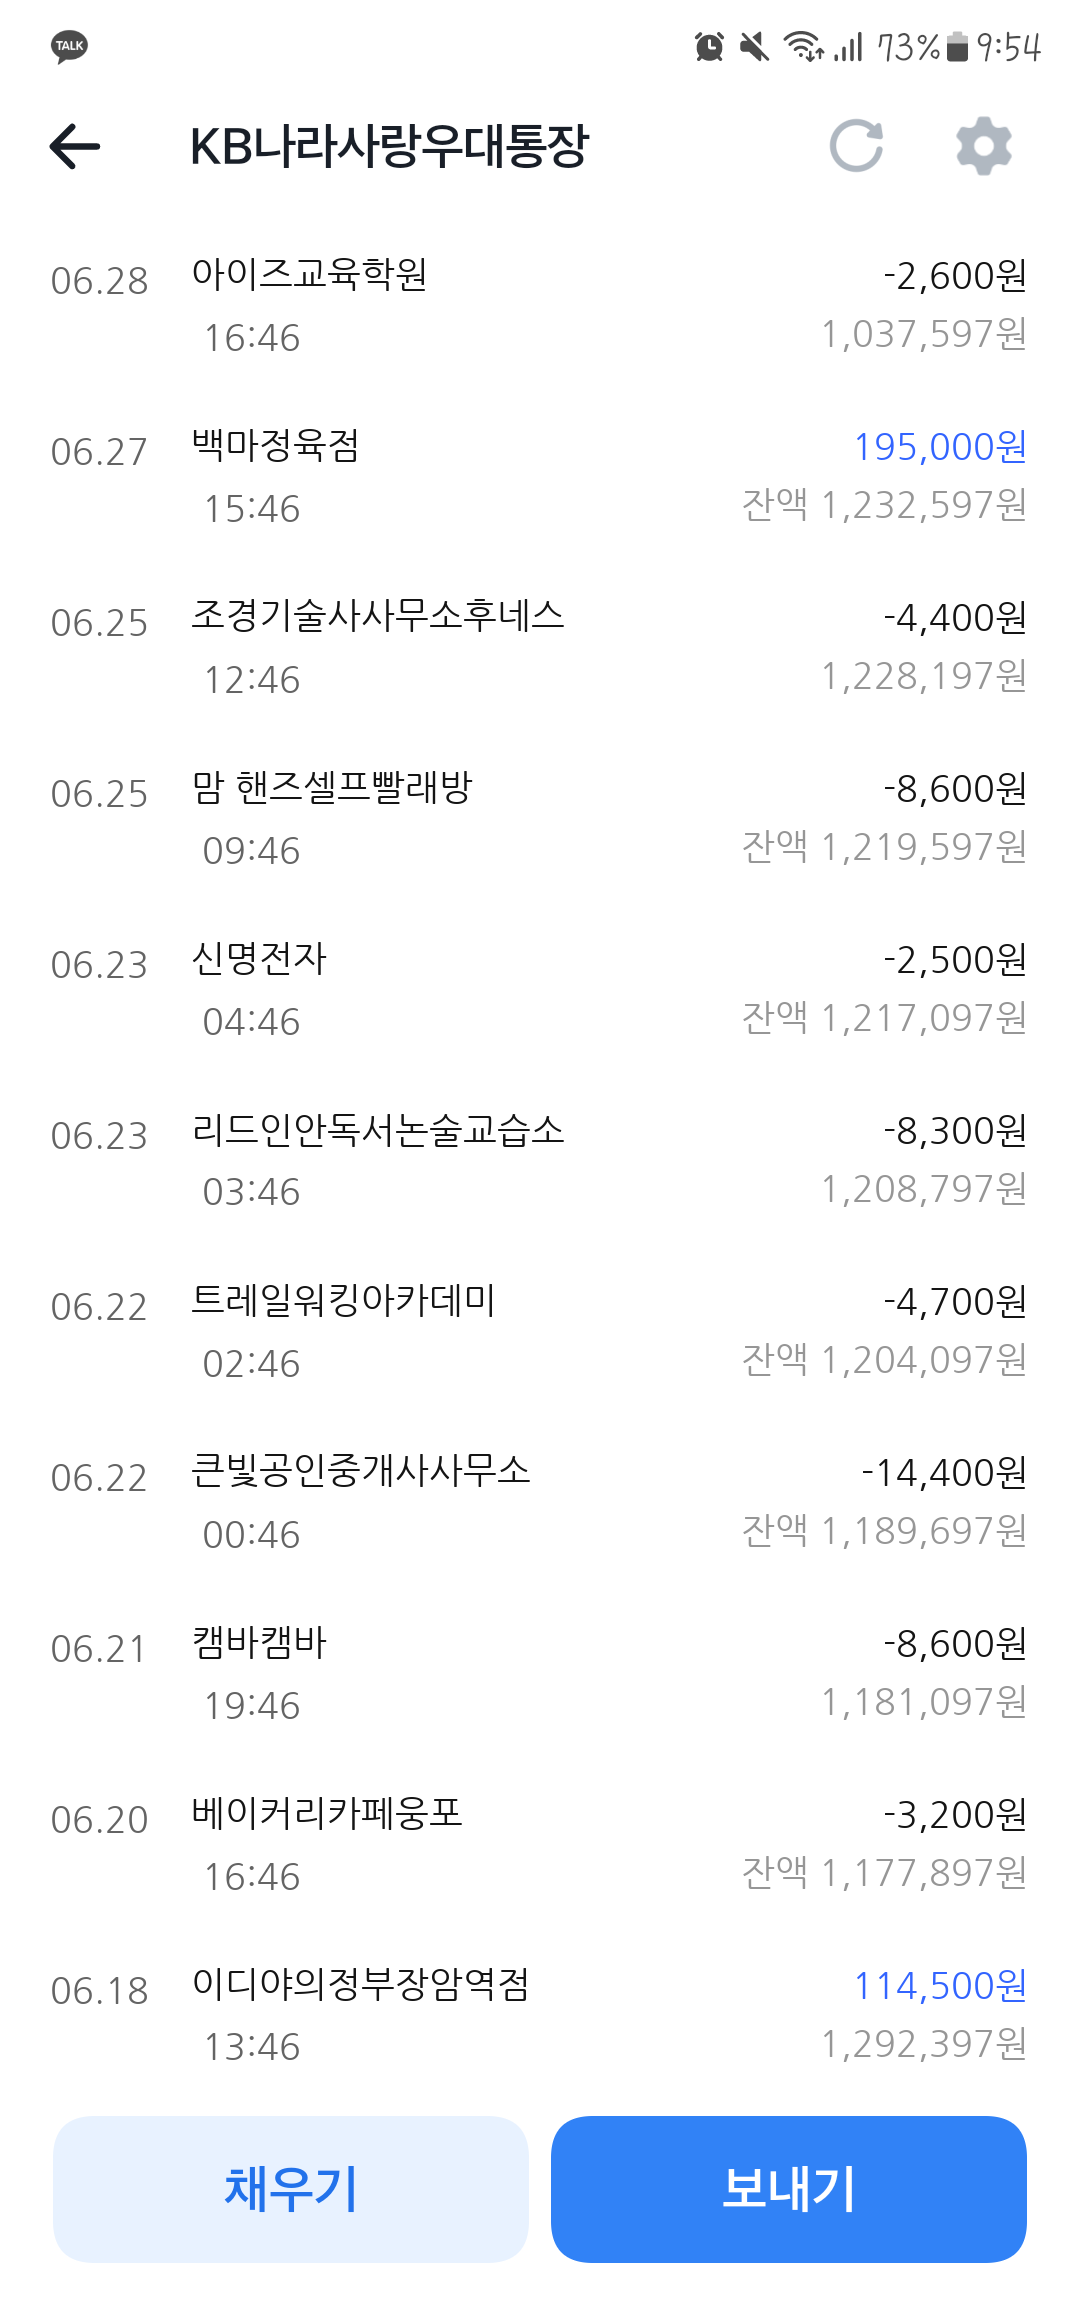 TALK 73% 9:54
KB나라사랑우대통장
06.28 아이즈교육학원 -2,600원
16:46 1,037,597원
06.27 백마정육점 195,000원
15:46 잔액 1,232,597원
06.25 조경기술사사무소후네스 -4,400원
12:46 1,228,197원
06.25 맘 핸즈셀프빨래방 -8,600원
09:46 잔액 1,219,597원
06.23 신명전자 -2,500원
04:46 잔액 1,217,097원
06.23 리드인안독서논술교습소 -8,300원
03:46 1,208,797원
06.22 트레일워킹아카데미 -4,700원
02:46 잔액 1,204,097원
06.22 큰빛공인중개사사무소 -14,400원
00:46 잔액 1,189,697원
06.21 캠바캠바 -8,600원
19:46 1,181,097원
06.20 베이커리카페웅포 -3,200원
16:46 잔액 1,177,897원
06.18 이디야의정부장암역점 114,500원
13:46 1,292,397원
채우기 보내기